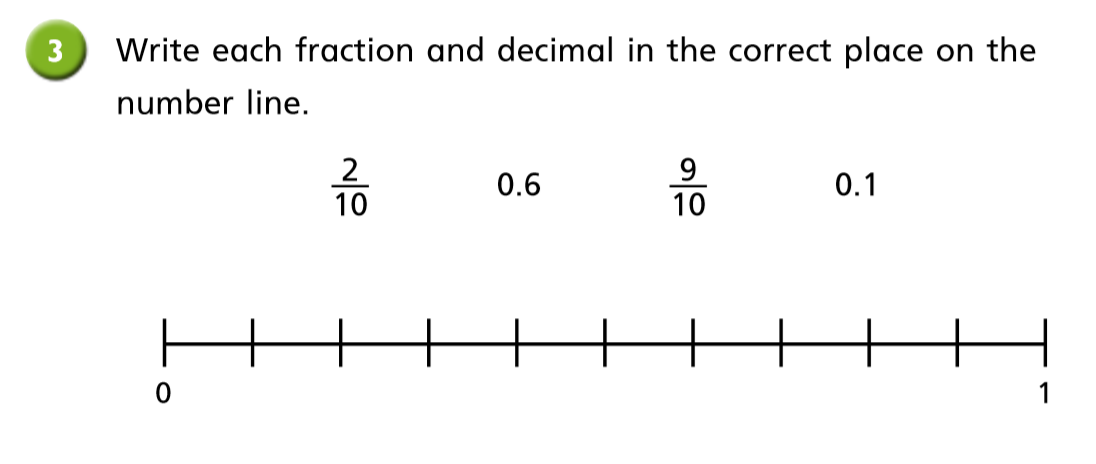 3 Write each fraction and decimal in the correct place on the
number line.
2/10 0.6 9/10 0.1
0 1